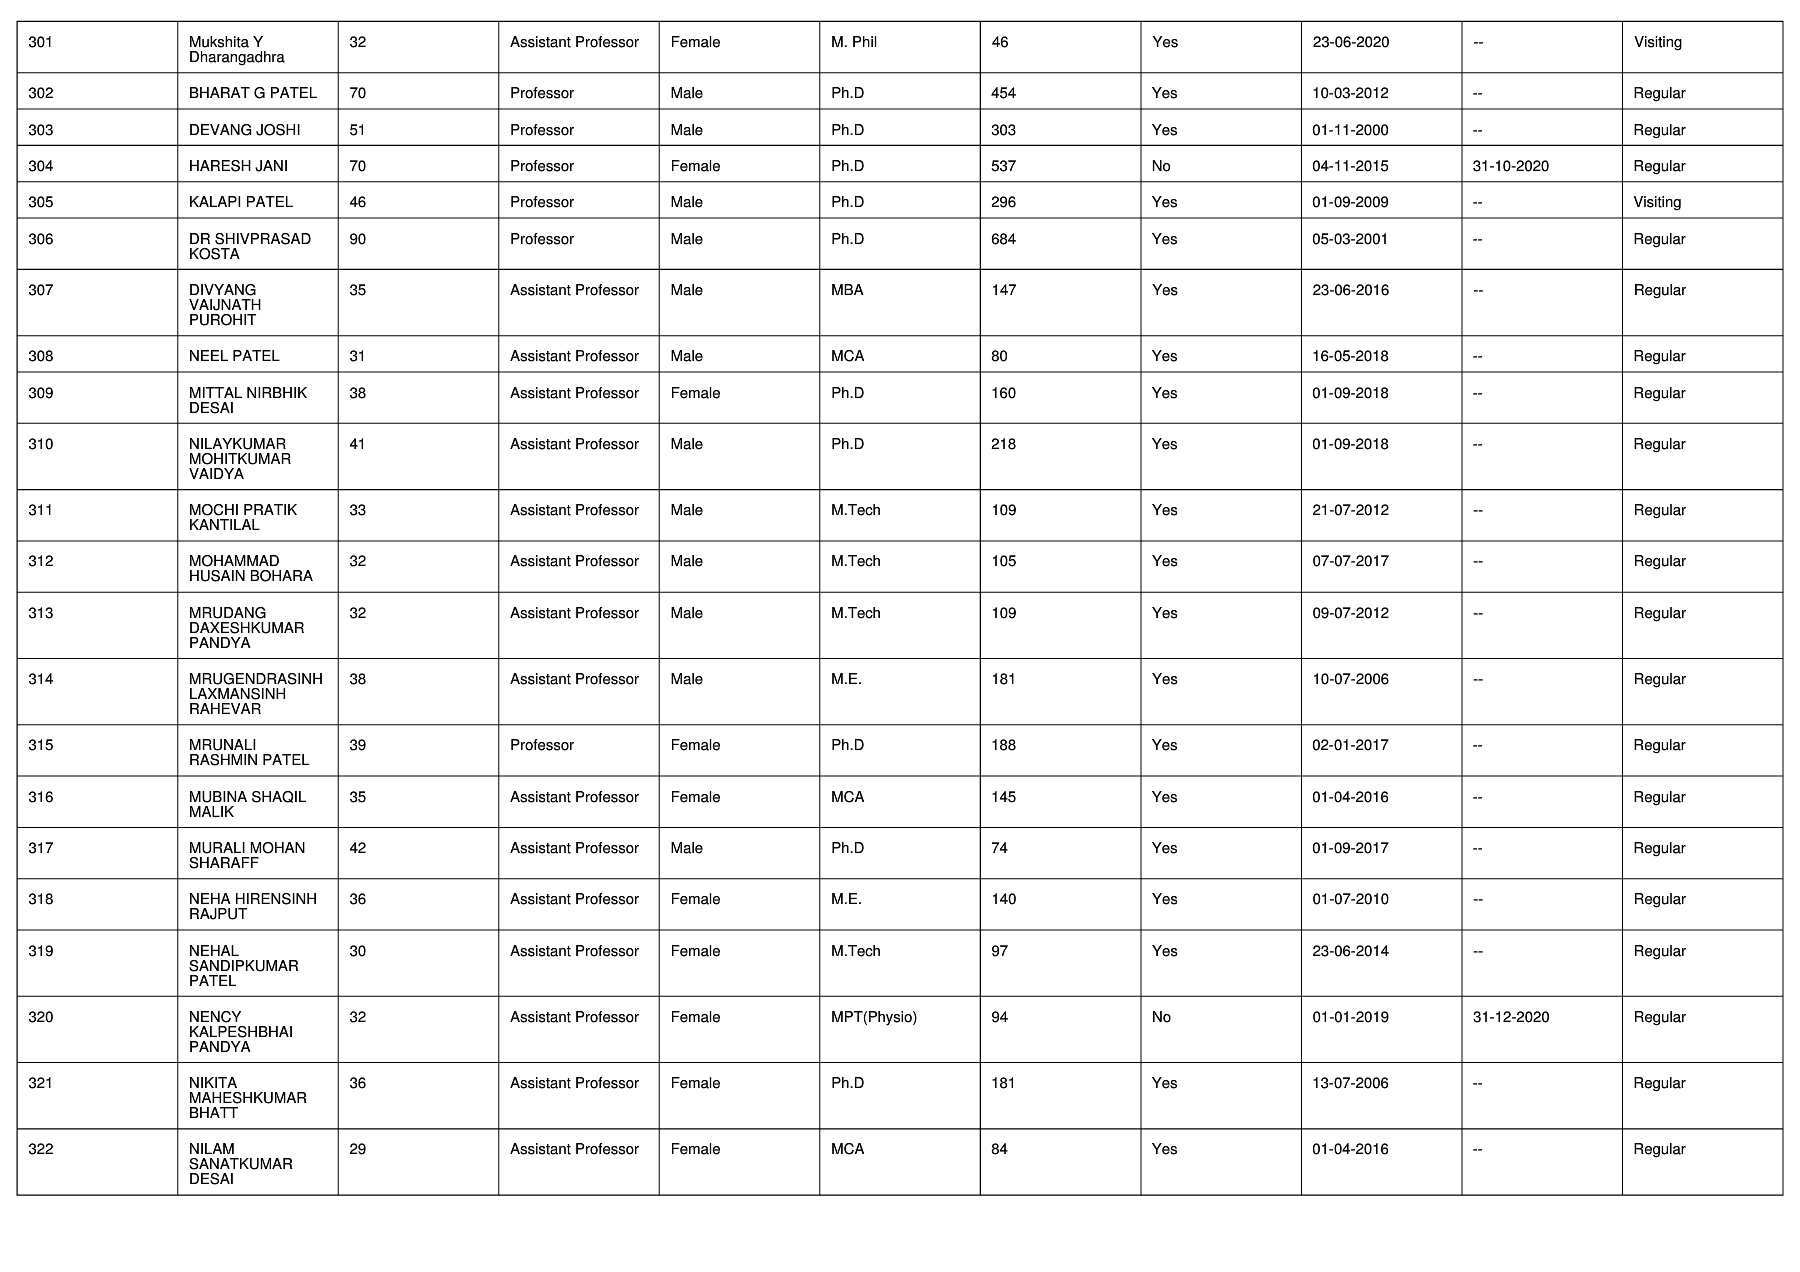 301 Mukshita Y Dharangadhra 32 Assistant Professor Female M. Phil 46 Yes 23-06-2020 -- Visiting
302 BHARAT G PATEL 70 Professor Male Ph.D 454 Yes 10-03-2012 -- Regular
303 DEVANG JOSHI 51 Professor Male Ph.D 303 Yes 01-11-2000 -- Regular
304 HARESH JANI 70 Professor Female Ph.D 537 No 04-11-2015 31-10-2020 Regular
305 KALAPI PATEL 46 Professor Male Ph.D 296 Yes 01-09-2009 -- Visiting
306 DR SHIVPRASAD KOSTA 90 Professor Male Ph.D 684 Yes 05-03-2001 -- Regular
307 DIVYANG VAIJNATH PUROHIT 35 Assistant Professor Male MBA 147 Yes 23-06-2016 -- Regular
308 NEEL PATEL 31 Assistant Professor Male MCA 80 Yes 16-05-2018 -- Regular
309 MITTAL NIRBHIK DESAI 38 Assistant Professor Female Ph.D 160 Yes 01-09-2018 -- Regular
310 NILAYKUMAR MOHITKUMAR VAIDYA 41 Assistant Professor Male Ph.D 218 Yes 01-09-2018 -- Regular
311 MOCHI PRATIK KANTILAL 33 Assistant Professor Male M.Tech 109 Yes 21-07-2012 -- Regular
312 MOHAMMAD HUSAIN BOHARA 32 Assistant Professor Male M.Tech 105 Yes 07-07-2017 -- Regular
313 MRUDANG DAXESHKUMAR PANDYA 32 Assistant Professor Male M.Tech 109 Yes 09-07-2012 -- Regular
314 MRUGENDRASINH LAXMANSINH RAHEVAR 38 Assistant Professor Male M.E. 181 Yes 10-07-2006 -- Regular
315 MRUNALI RASHMIN PATEL 39 Professor Female Ph.D 188 Yes 02-01-2017 -- Regular
316 MUBINA SHAQIL MALIK 35 Assistant Professor Female MCA 145 Yes 01-04-2016 -- Regular
317 MURALI MOHAN SHARAFF 42 Assistant Professor Male Ph.D 74 Yes 01-09-2017 -- Regular
318 NEHA HIRENSINH RAJPUT 36 Assistant Professor Female M.E. 140 Yes 01-07-2010 -- Regular
319 NEHAL SANDIPKUMAR PATEL 30 Assistant Professor Female M.Tech 97 Yes 23-06-2014 -- Regular
320 NENCY KALPESHBHAI PANDYA 32 Assistant Professor Female MPT(Physio) 94 No 01-01-2019 31-12-2020 Regular
321 NIKITA MAHESHKUMAR BHATT 36 Assistant Professor Female Ph.D 181 Yes 13-07-2006 -- Regular
322 NILAM SANATKUMAR DESAI 29 Assistant Professor Female MCA 84 Yes 01-04-2016 -- Regular